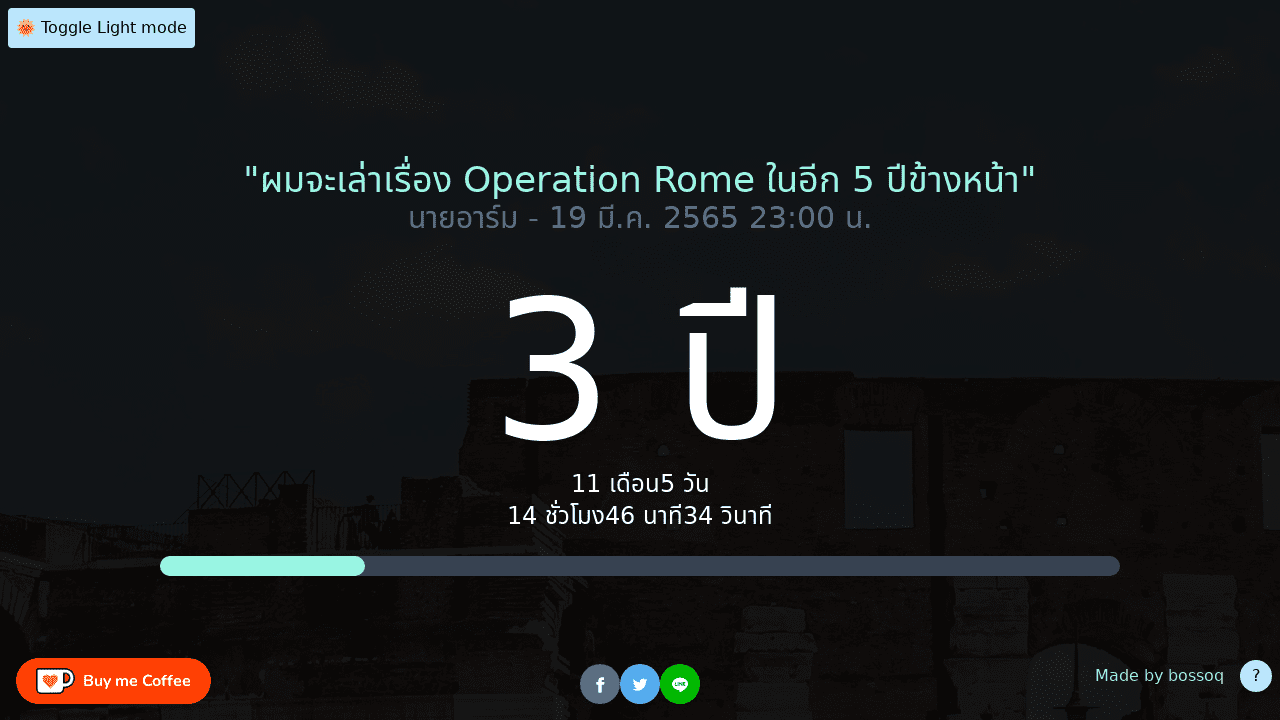 Toggle Light mode
"ผมจะเล่าเรื่อง Operation Rome ในอีก 5 ปีข้างหน้า"
นายอาร์ม - 19 มี.ค. 2565 23:00 น.
3 ปี
11 เดือน5 วัน
14 ชั่วโมง46 นาที34 วินาที
Buy me Coffee
LINE
Made by bossoq
?